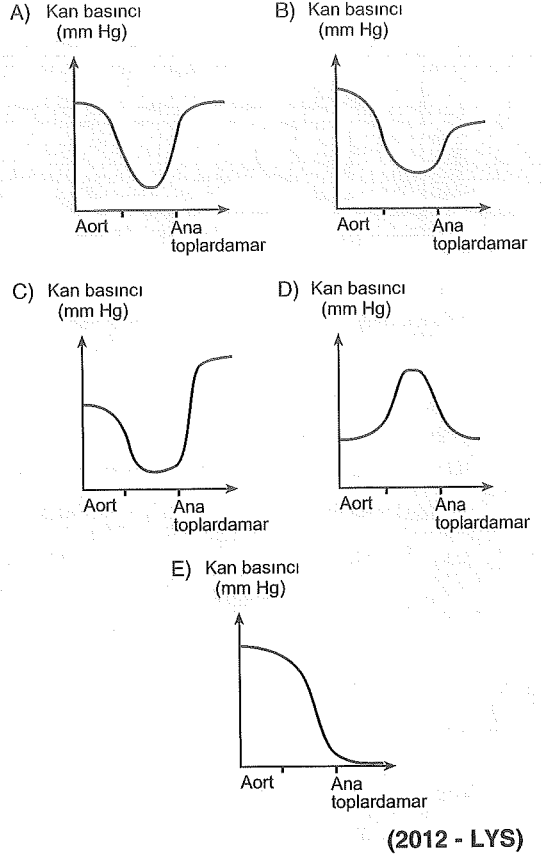 A) Kan basıncı
(mm Hg)
Aort
Ana
toplardamar
B) Kan basıncı
(mm Hg)
Aort
Ana
toplardamar
C) Kan basıncı
(mm Hg)
Aort
Ana
toplardamar
D) Kan basıncı
(mm Hg)
Aort
Ana
toplardamar
E) Kan basıncı
(mm Hg)
Aort
Ana
toplardamar
(2012 - LYS)